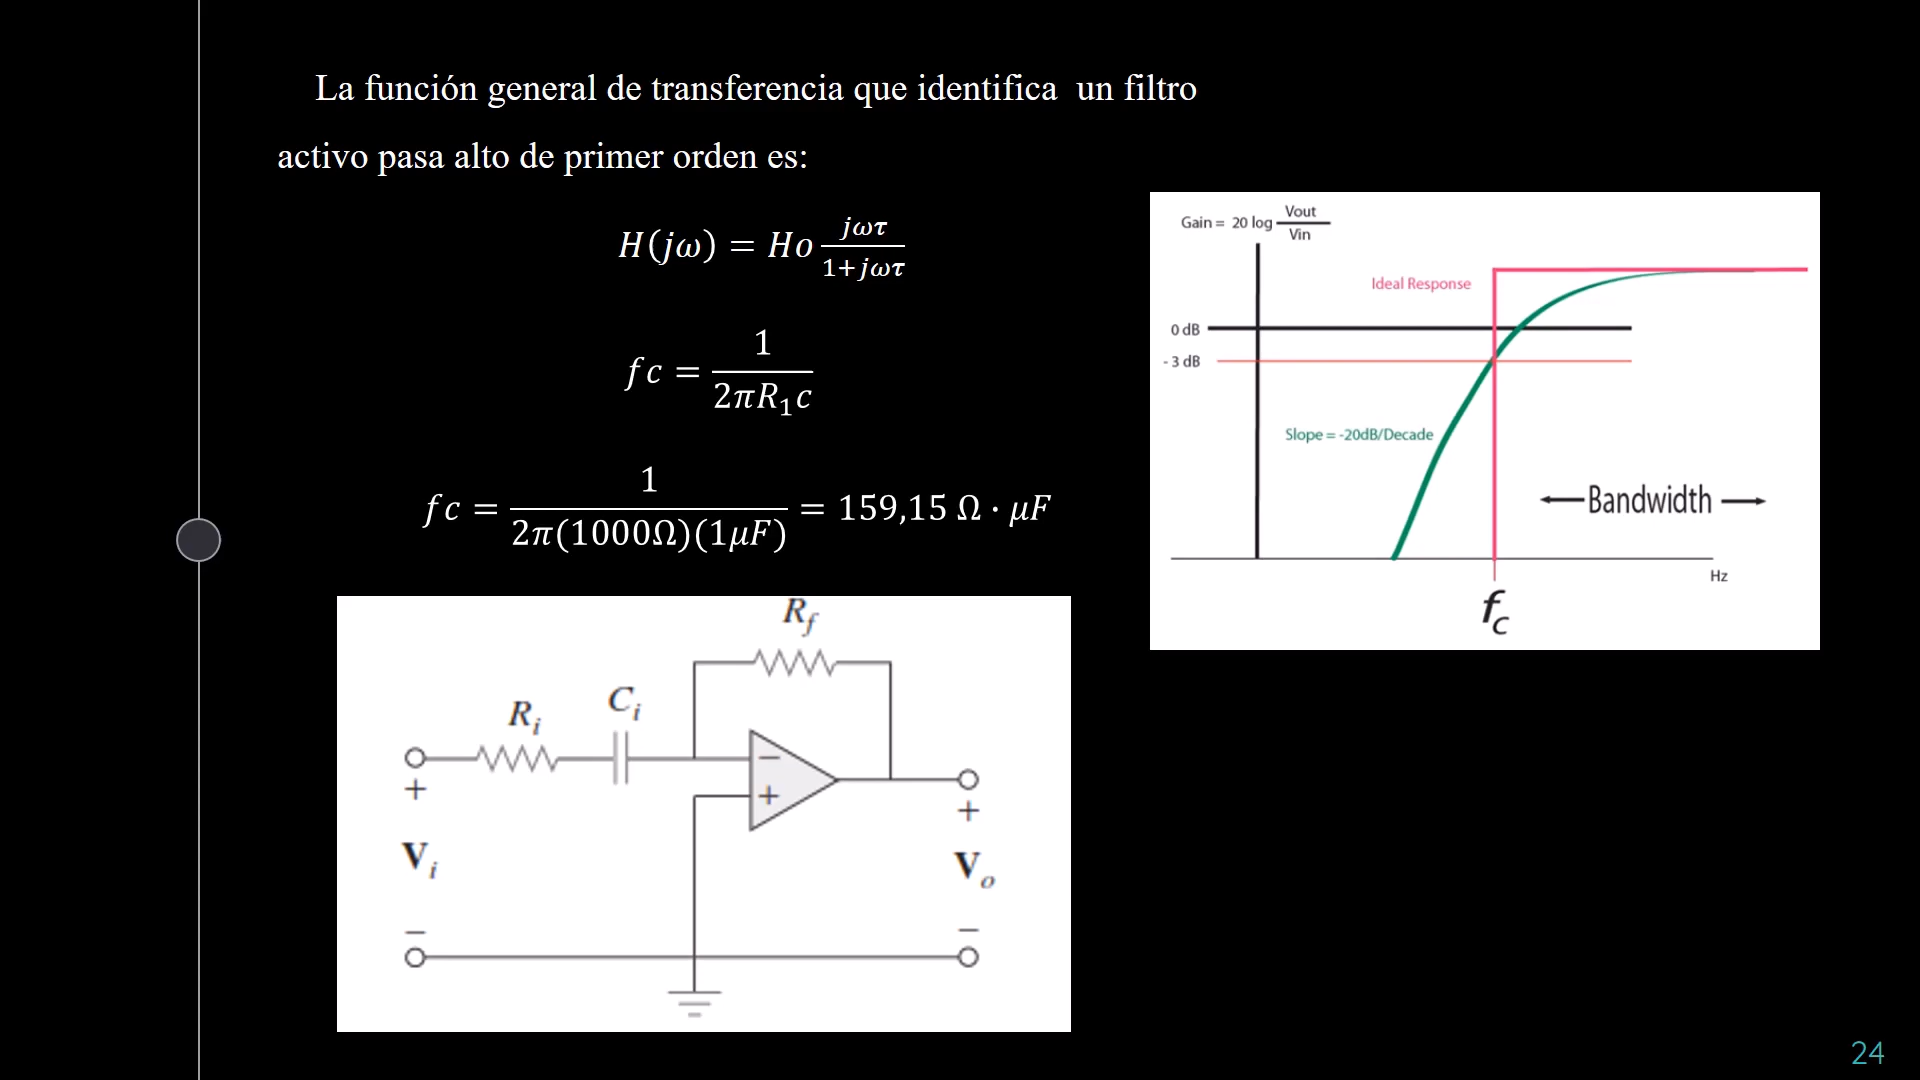 La función general de transferencia que identifica  un filtro
activo pasa alto de primer orden es:
H(jω) = Ho jωτ / 1+jωτ
fc = 1 / 2πR₁c
fc = 1 / 2π(1000Ω)(1μF) = 159,15 Ω · μF
Gain = 20 log Vout / Vin
Ideal Response
0 dB
- 3 dB
Slope = -20dB/Decade
Bandwidth
Hz
fc
Rf
Ri
Ci
−
+
+
+
Vi
Vo
−
−
24